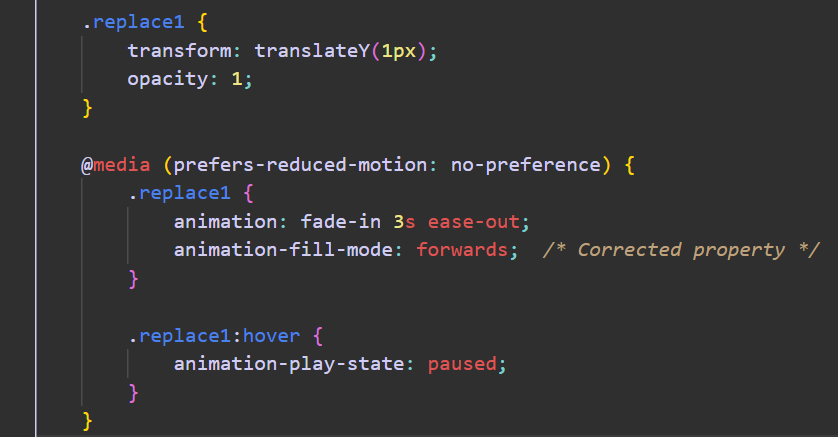 .replace1 {
    transform: translateY(1px);
    opacity: 1;
}

@media (prefers-reduced-motion: no-preference) {
    .replace1 {
        animation: fade-in 3s ease-out;
        animation-fill-mode: forwards;  /* Corrected property */
    }

    .replace1:hover {
        animation-play-state: paused;
    }
}